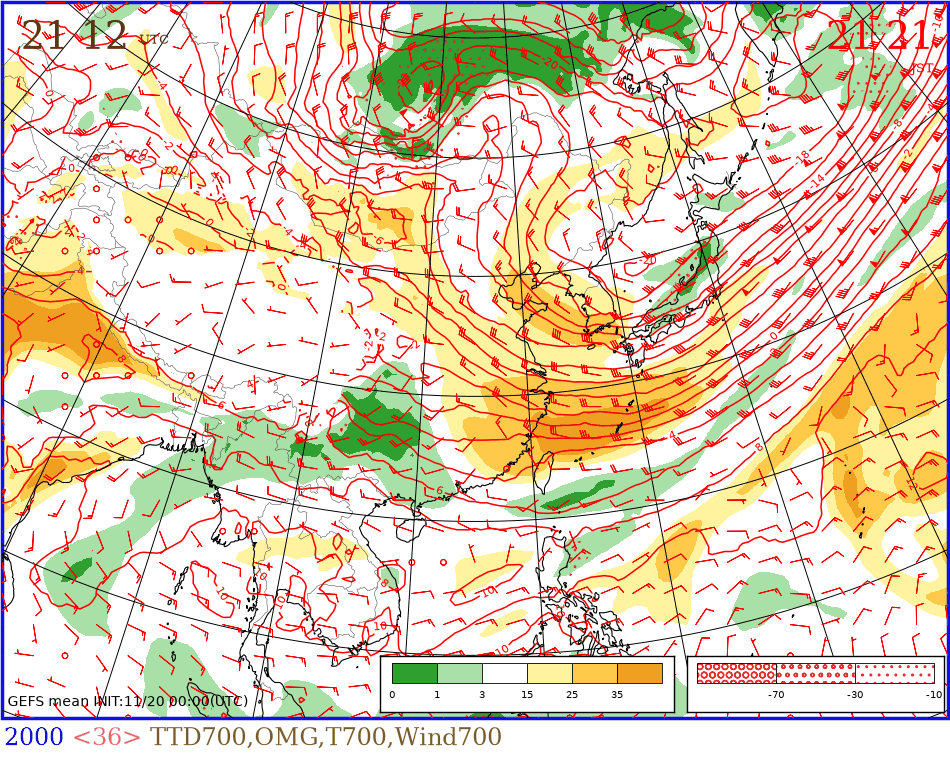 21 12 UTC 21 21 JST
GEFS mean INIT:11/20 00:00(UTC)
0 1 3 15 25 35
-70 -30 -10
2000 <36> TTD700,OMG,T700,Wind700